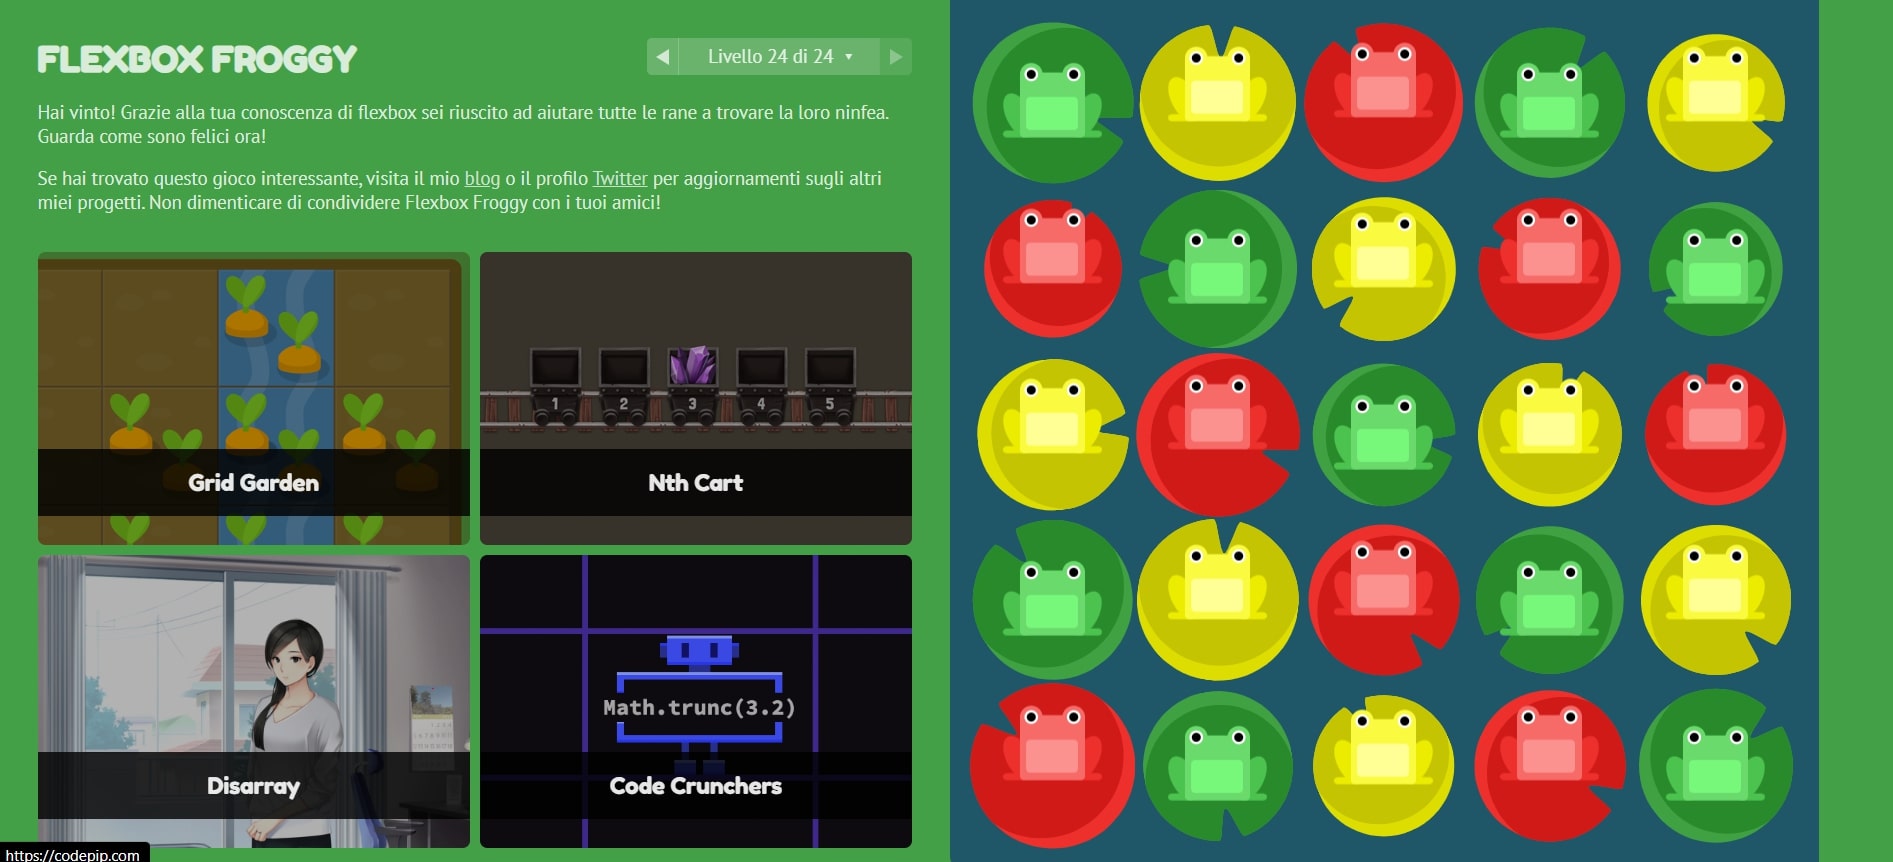 FLEXBOX FROGGY
◀ Livello 24 di 24 ▾ ▶
Hai vinto! Grazie alla tua conoscenza di flexbox sei riuscito ad aiutare tutte le rane a trovare la loro ninfea.
Guarda come sono felici ora!
Se hai trovato questo gioco interessante, visita il mio blog o il profilo Twitter per aggiornamenti sugli altri
miei progetti. Non dimenticare di condividere Flexbox Froggy con i tuoi amici!
Grid Garden
1 2 3 4 5
Nth Cart
Disarray
Math.trunc(3.2)
Code Crunchers
https://codepip.com